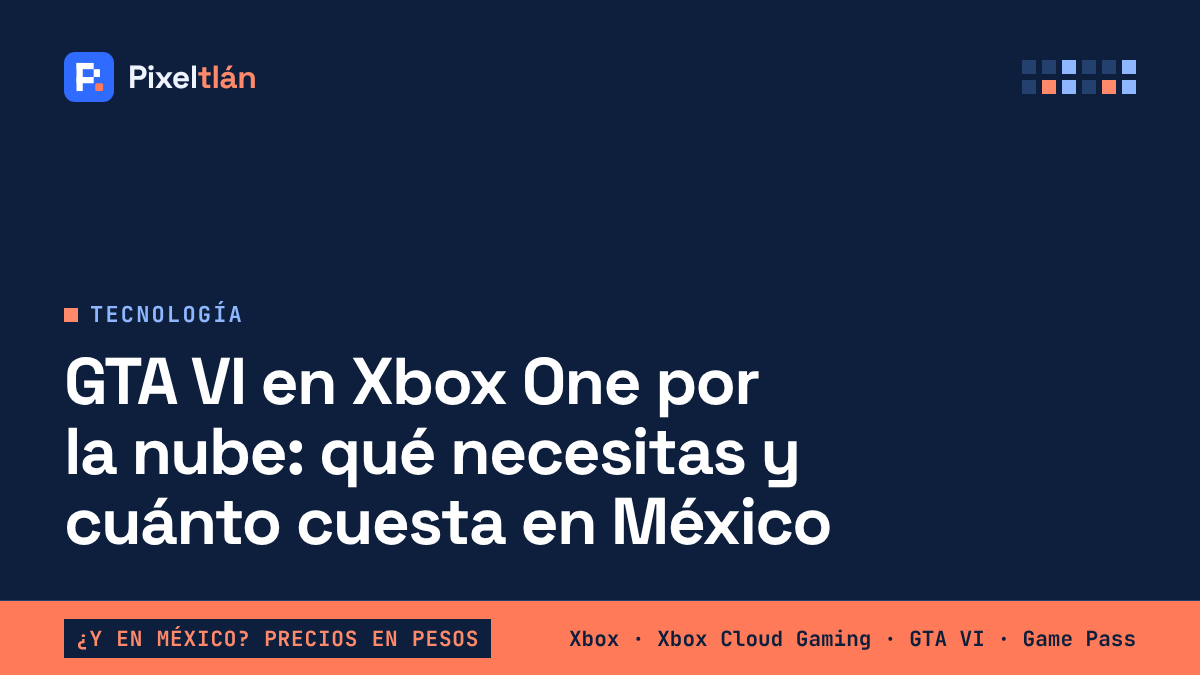 Pixeltlán
TECNOLOGÍA
GTA VI en Xbox One por
la nube: qué necesitas y
cuánto cuesta en México
¿Y EN MÉXICO? PRECIOS EN PESOS
Xbox · Xbox Cloud Gaming · GTA VI · Game Pass